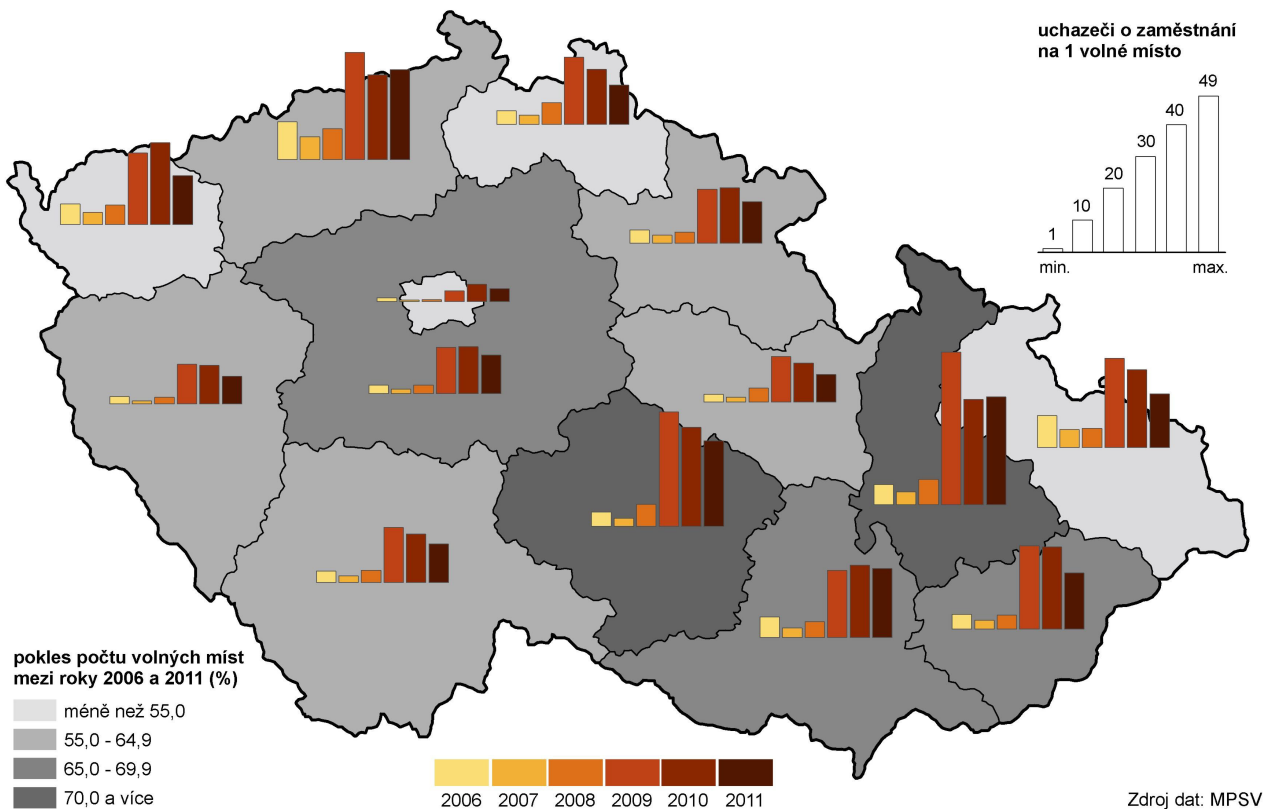 uchazeči o zaměstnání
na 1 volné místo
49
40
30
20
10
1
min.
max.
pokles počtu volných míst
mezi roky 2006 a 2011 (%)
méně než 55,0
55,0 - 64,9
65,0 - 69,9
70,0 a více
2006 2007 2008 2009 2010 2011
Zdroj dat: MPSV